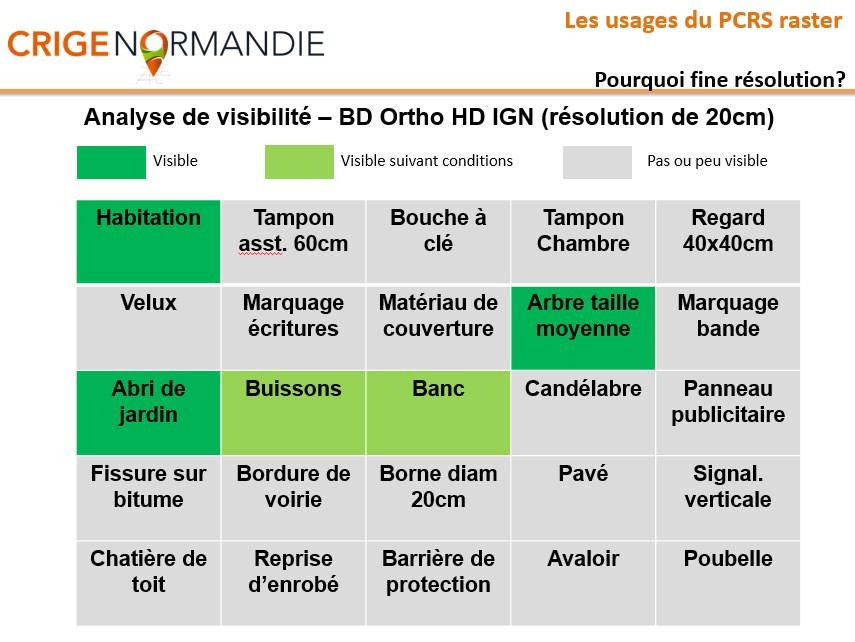 CRIGE NORMANDIE
Les usages du PCRS raster
Pourquoi fine résolution?
Analyse de visibilité – BD Ortho HD IGN (résolution de 20cm)
Visible
Visible suivant conditions
Pas ou peu visible
Habitation
Tampon
asst. 60cm
Bouche à
clé
Tampon
Chambre
Regard
40x40cm
Velux
Marquage
écritures
Matériau de
couverture
Arbre taille
moyenne
Marquage
bande
Abri de
jardin
Buissons
Banc
Candélabre
Panneau
publicitaire
Fissure sur
bitume
Bordure de
voirie
Borne diam
20cm
Pavé
Signal.
verticale
Chatière de
toit
Reprise
d’enrobé
Barrière de
protection
Avaloir
Poubelle